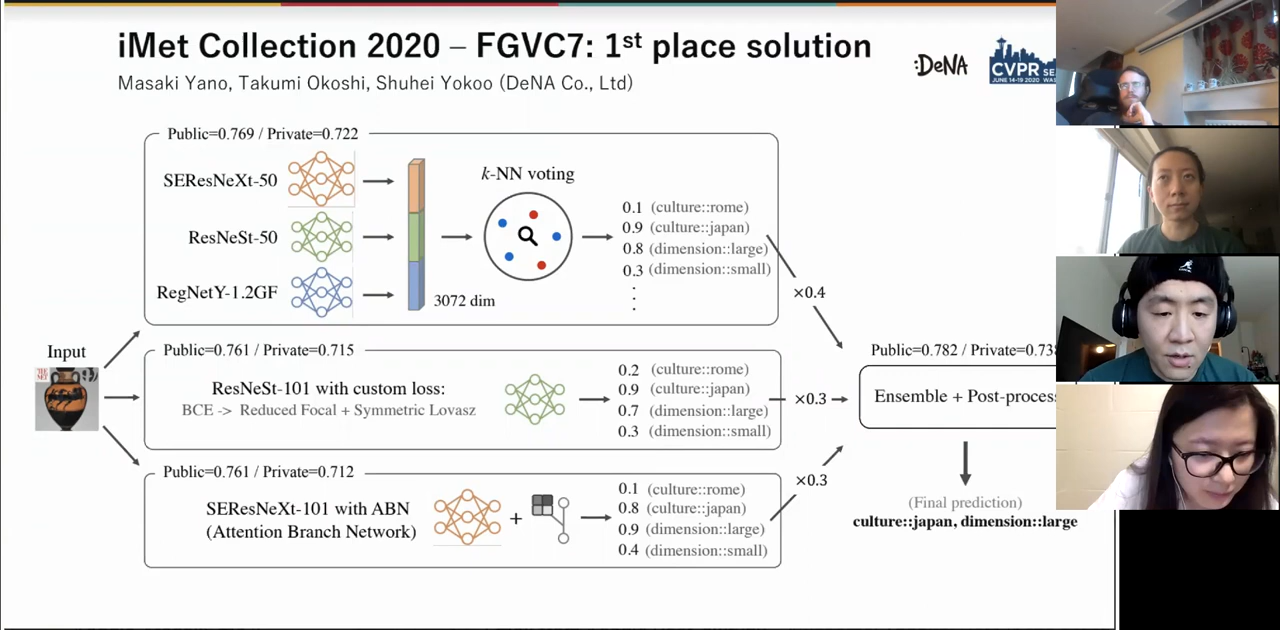 iMet Collection 2020 – FGVC7: 1st place solution
Masaki Yano, Takumi Okoshi, Shuhei Yokoo (DeNA Co., Ltd)
:DeNA
CVPR SE
JUNE 14-19 2020 WAS
Public=0.769 / Private=0.722
SEResNeXt-50
ResNeSt-50
RegNetY-1.2GF
3072 dim
k-NN voting
0.1 (culture::rome)
0.9 (culture::japan)
0.8 (dimension::large)
0.3 (dimension::small)
×0.4
Input
Public=0.761 / Private=0.715
ResNeSt-101 with custom loss:
BCE -> Reduced Focal + Symmetric Lovasz
0.2 (culture::rome)
0.9 (culture::japan)
0.7 (dimension::large)
0.3 (dimension::small)
×0.3
Public=0.761 / Private=0.712
SEResNeXt-101 with ABN
(Attention Branch Network)
+
0.1 (culture::rome)
0.8 (culture::japan)
0.9 (dimension::large)
0.4 (dimension::small)
×0.3
Public=0.782 / Private=0.73
Ensemble + Post-proces
(Final prediction)
culture::japan, dimension::large